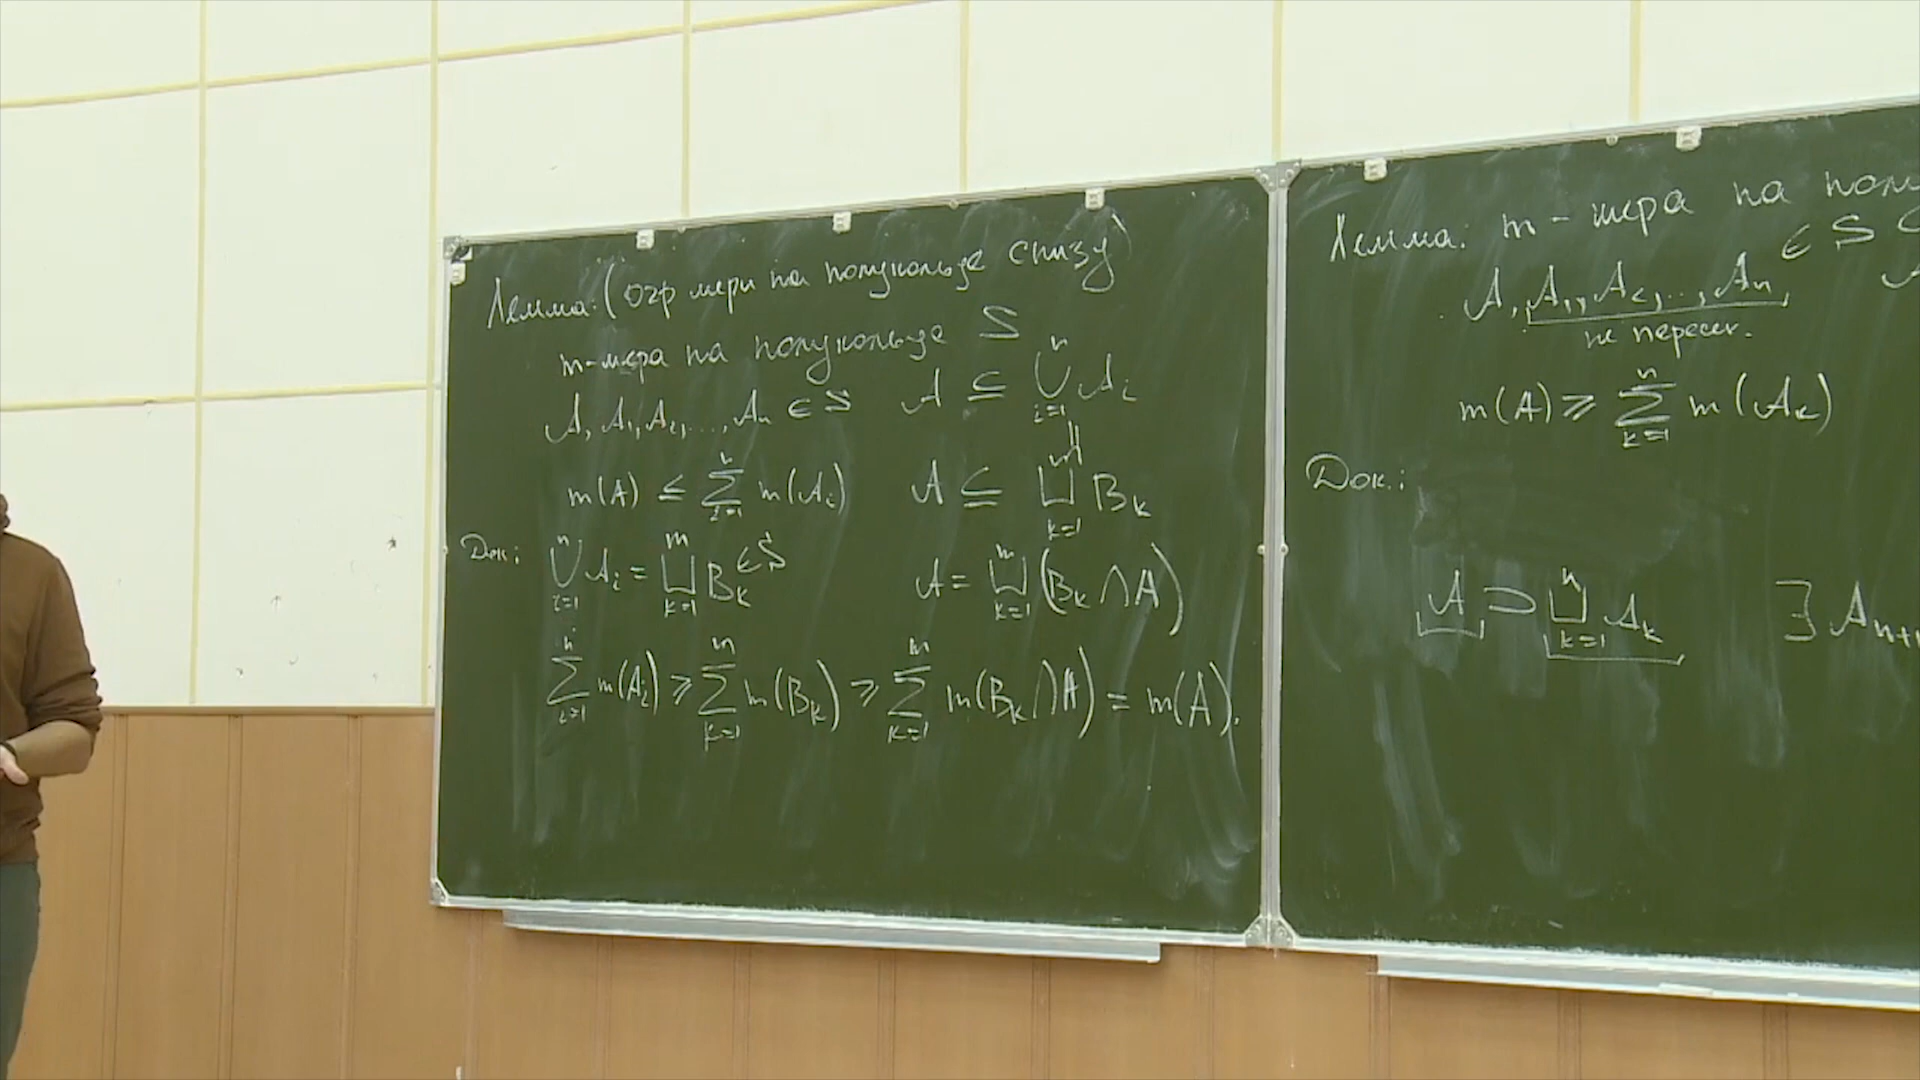 Лемма: (огр меры на полукольце снизу)
m-мера на полукольце S
A, A₁, A₂, ..., Aₙ ∈ S   A ⊆ ⋃ᵢ₌₁ⁿ Aᵢ
m(A) ≤ ∑ᵢ₌₁ⁿ m(Aᵢ)   A ⊆ ⨆ₖ₌₁ᵐ Bₖ
Док: ⋃ᵢ₌₁ⁿ Aᵢ = ⨆ₖ₌₁ᵐ Bₖ ∈ S   A = ⨆ₖ₌₁ᵐ (Bₖ ⋂ A)
∑ᵢ₌₁ⁿ m(Aᵢ) ⩾ ∑ₖ₌₁ᵐ m(Bₖ) ⩾ ∑ₖ₌₁ᵐ m(Bₖ ⋂ A) = m(A).
Лемма: m-мера на
A, A₁, A₂, ..., Aₙ ∈ S
не пересек.
m(A) ⩾ ∑ₖ₌₁ⁿ m(Aₖ)
Док:
A ⊃ ⨆ₖ₌₁ⁿ Aₖ   ∃ Aₙ₊₁